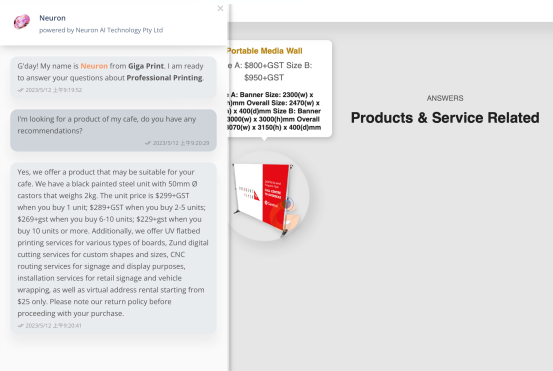 Neuron
powered by Neuron AI Technology Pty Ltd
G'day! My name is Neuron from Giga Print. I am ready
to answer your questions about Professional Printing.
2023/5/12 上午9:19:52
I'm looking for a product of my cafe, do you have any
recommendations?
2023/5/12 上午9:20:29
Yes, we offer a product that may be suitable for your
cafe. We have a black painted steel unit with 50mm Ø
castors that weighs 2kg. The unit price is $299+GST
when you buy 1 unit; $289+GST when you buy 2-5 units;
$269+gst when you buy 6-10 units; $229+gst when you
buy 10 units or more. Additionally, we offer UV flatbed
printing services for various types of boards, Zund digital
cutting services for custom shapes and sizes, CNC
routing services for signage and display purposes,
installation services for retail signage and vehicle
wrapping, as well as virtual address rental starting from
$25 only. Please note our return policy before
proceeding with your purchase.
2023/5/12 上午9:20:41
Portable Media Wall
e A: $800+GST Size B:
$950+GST
e A: Banner Size: 2300(w) x
h)mm Overall Size: 2470(w) x
h) x 400(d)mm Size B: Banner
3000(w) x 3000(h)mm Overall
3070(w) x 3150(h) x 400(d)mm
ANSWERS
Products & Service Related